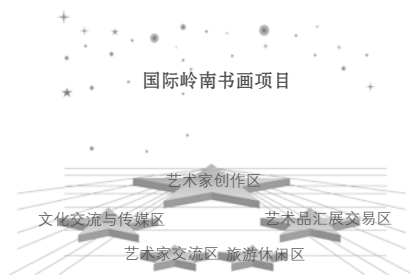 国际岭南书画项目
艺术家创作区
文化交流与传媒区
艺术品汇展交易区
艺术家交流区
旅游休闲区